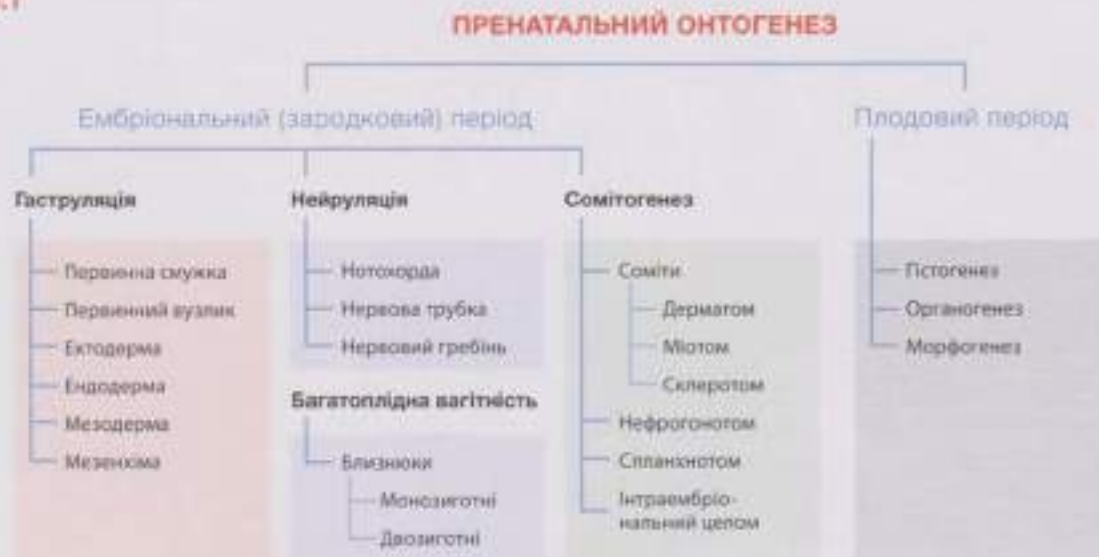 ПРЕНАТАЛЬНИЙ ОНТОГЕНЕЗ
Ембріональний (зародковий) період
Плодовий період
Гаструляція
Первинна смужка
Первинний вузлик
Ектодерма
Ендодерма
Мезодерма
Мезенхіма
Нейруляція
Нотохорда
Нервова трубка
Нервовий гребінь
Багатоплідна вагітність
Близнюки
Монозиготні
Двозиготні
Сомітогенез
Соміти
Дерматом
Міотом
Склеротом
Нефрогонотом
Спланхнотом
Інтраембріо-
нальний целом
Гістогенез
Органогенез
Морфогенез